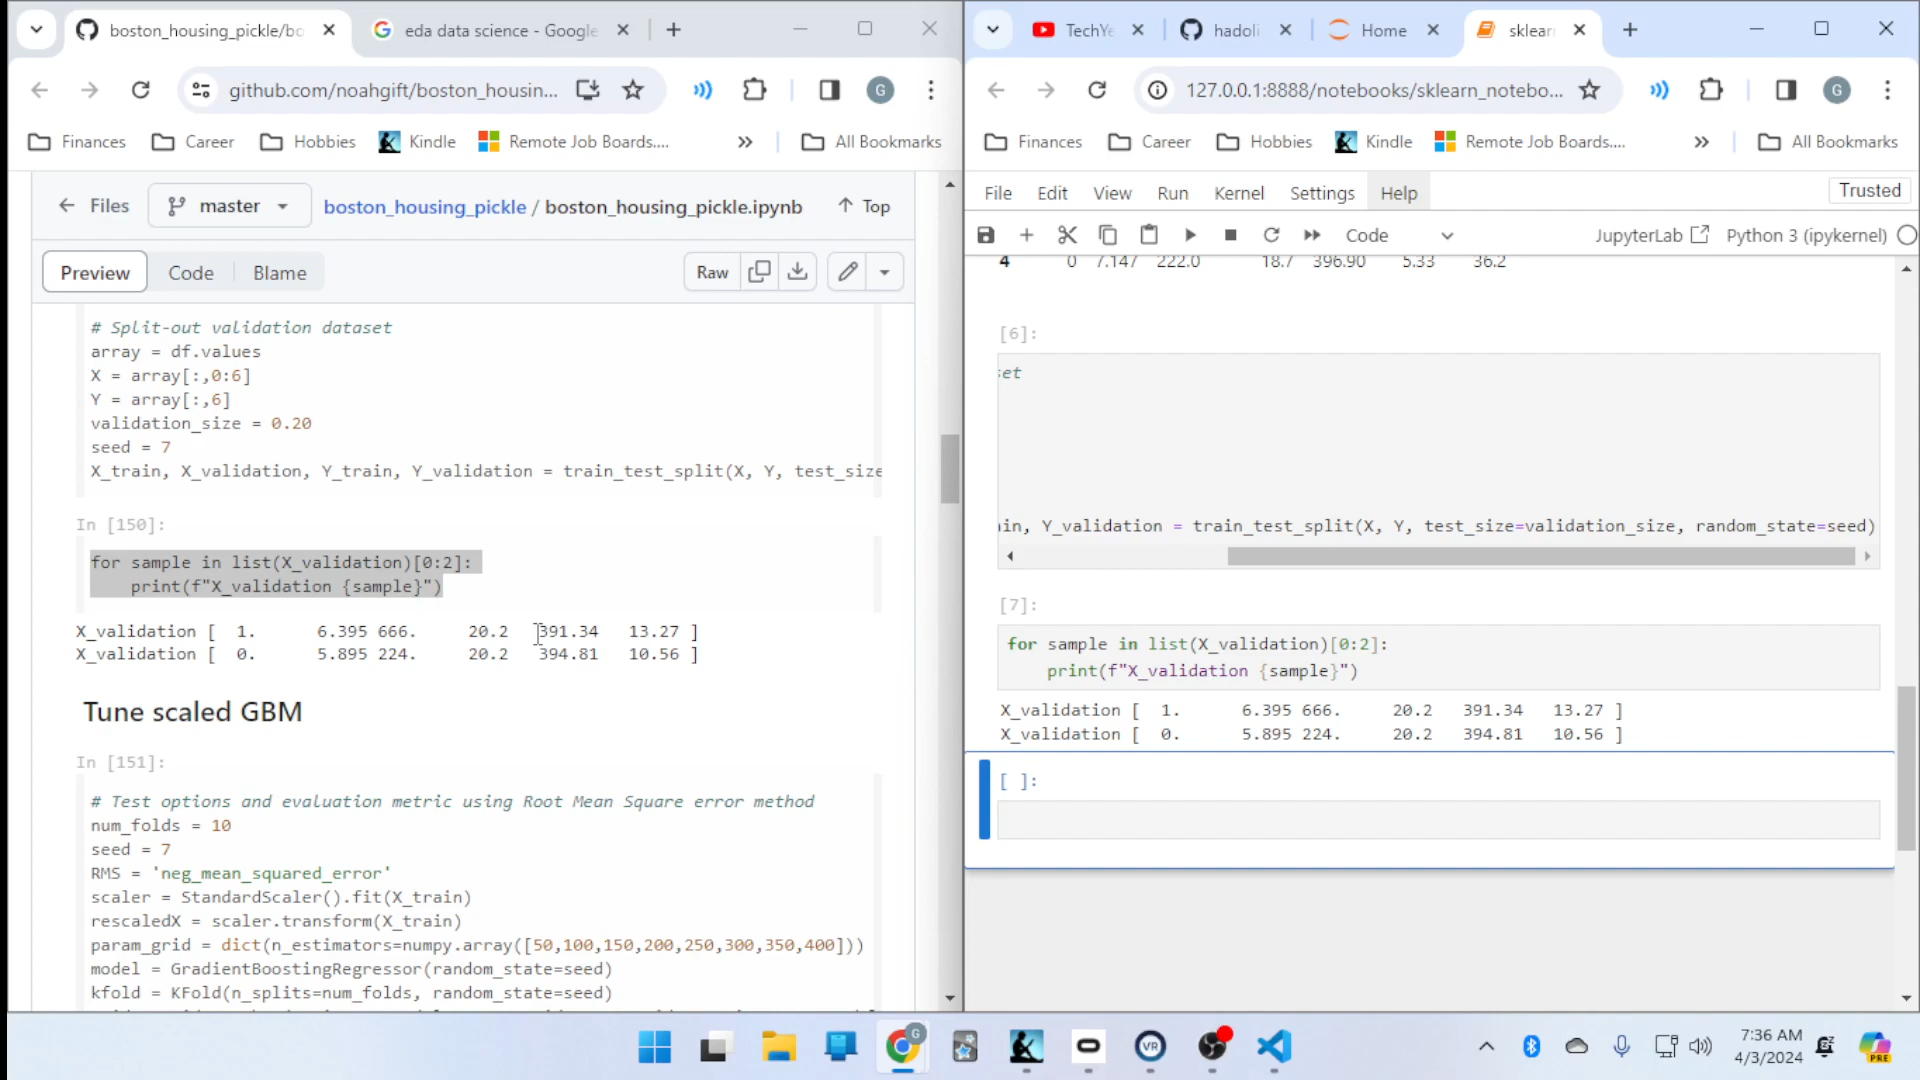 boston_housing_pickle/bo
eda data science - Google
github.com/noahgift/boston_housin...
G
Finances
Career
Hobbies
Kindle
Remote Job Boards....
»
All Bookmarks
Files
master
boston_housing_pickle / boston_housing_pickle.ipynb
Top
Preview
Code
Blame
Raw
# Split-out validation dataset
array = df.values
X = array[:,0:6]
Y = array[:,6]
validation_size = 0.20
seed = 7
X_train, X_validation, Y_train, Y_validation = train_test_split(X, Y, test_size
In [150]:
for sample in list(X_validation)[0:2]:
print(f"X_validation {sample}")
X_validation [ 1. 6.395 666. 20.2 391.34 13.27 ]
X_validation [ 0. 5.895 224. 20.2 394.81 10.56 ]
Tune scaled GBM
In [151]:
# Test options and evaluation metric using Root Mean Square error method
num_folds = 10
seed = 7
RMS = 'neg_mean_squared_error'
scaler = StandardScaler().fit(X_train)
rescaledX = scaler.transform(X_train)
param_grid = dict(n_estimators=numpy.array([50,100,150,200,250,300,350,400]))
model = GradientBoostingRegressor(random_state=seed)
kfold = KFold(n_splits=num_folds, random_state=seed)
TechYe
hadoli
Home
sklear
127.0.0.1:8888/notebooks/sklearn_notebo...
G
Finances
Career
Hobbies
Kindle
Remote Job Boards....
»
All Bookmarks
File
Edit
View
Run
Kernel
Settings
Help
Trusted
Code
JupyterLab
Python 3 (ipykernel)
4 0 7.147 222.0 18.7 396.90 5.33 36.2
[6]:
set
in, Y_validation = train_test_split(X, Y, test_size=validation_size, random_state=seed)
[7]:
for sample in list(X_validation)[0:2]:
print(f"X_validation {sample}")
X_validation [ 1. 6.395 666. 20.2 391.34 13.27 ]
X_validation [ 0. 5.895 224. 20.2 394.81 10.56 ]
[ ]:
G
VR
7:36 AM
4/3/2024
PRE